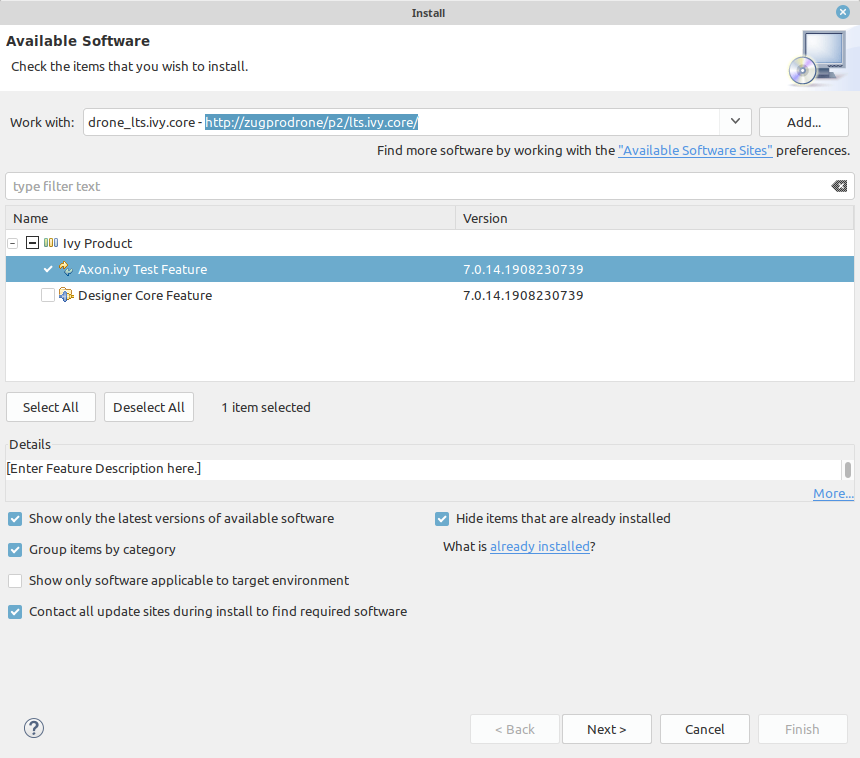 Install
Available Software
Check the items that you wish to install.
Work with: drone_lts.ivy.core - http://zugprodrone/p2/lts.ivy.core/ Add...
Find more software by working with the "Available Software Sites" preferences.
type filter text
Name Version
Ivy Product
Axon.ivy Test Feature 7.0.14.1908230739
Designer Core Feature 7.0.14.1908230739
Select All Deselect All 1 item selected
Details
[Enter Feature Description here.]
More...
Show only the latest versions of available software Hide items that are already installed
Group items by category What is already installed?
Show only software applicable to target environment
Contact all update sites during install to find required software
? < Back Next > Cancel Finish